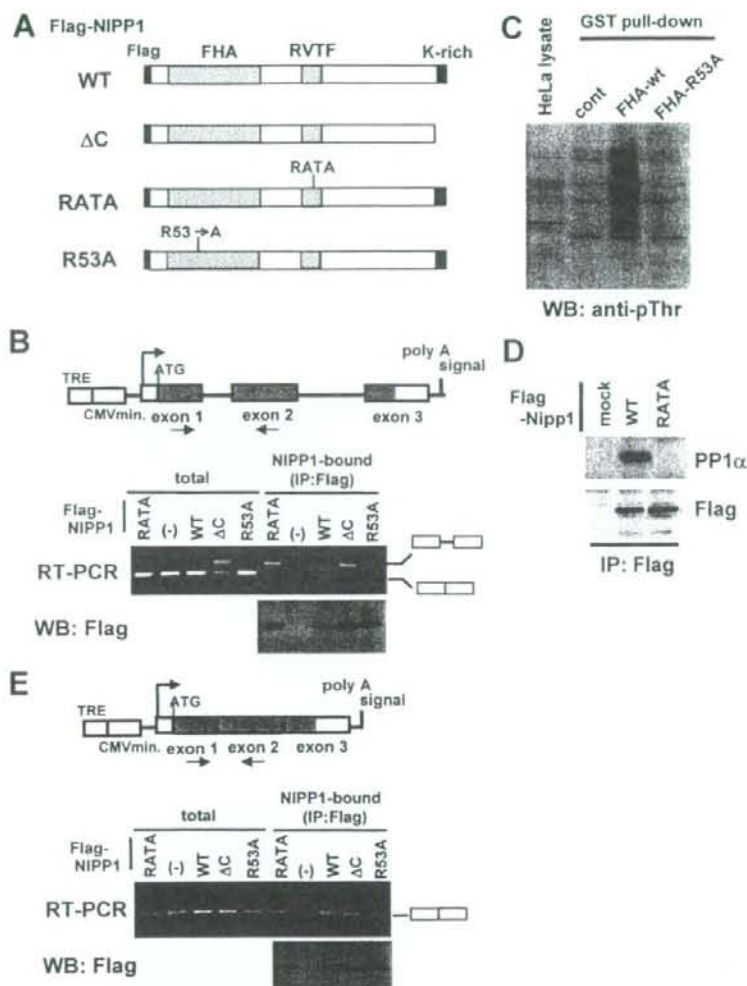 A
Flag-NIPP1
Flag FHA RVTF K-rich
WT
ΔC
RATA
RATA
R53→A
R53A
C
GST pull-down
HeLa lysate
cont
FHA-wt
FHA-R53A
WB: anti-pThr
B
TRE
CMVmin.
ATG
exon 1
exon 2
exon 3
poly A
signal
total
NIPP1-bound
(IP:Flag)
Flag-
NIPP1
RATA (-) WT ΔC R53A RATA (-) WT ΔC R53A
RT-PCR
WB: Flag
D
Flag
-Nipp1
mock WT RATA
PP1α
Flag
IP: Flag
E
TRE
CMVmin.
ATG
exon 1
exon 2
exon 3
poly A
signal
total
NIPP1-bound
(IP:Flag)
Flag-
NIPP1
RATA (-) WT ΔC R53A RATA (-) WT ΔC R53A
RT-PCR
WB: Flag